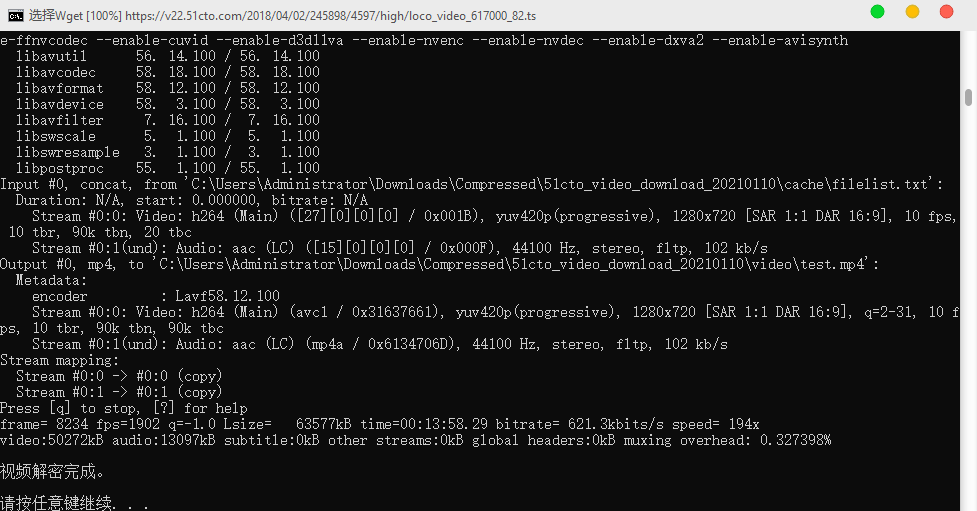 选择Wget [100%] https://v22.51cto.com/2018/04/02/245898/4597/high/loco_video_617000_82.ts
e-ffnvcodec --enable-cuvid --enable-d3d11va --enable-nvenc --enable-nvdec --enable-dxva2 --enable-avisynth
libavutil 56. 14.100 / 56. 14.100
libavcodec 58. 18.100 / 58. 18.100
libavformat 58. 12.100 / 58. 12.100
libavdevice 58. 3.100 / 58. 3.100
libavfilter 7. 16.100 / 7. 16.100
libswscale 5. 1.100 / 5. 1.100
libswresample 3. 1.100 / 3. 1.100
libpostproc 55. 1.100 / 55. 1.100
Input #0, concat, from 'C:\Users\Administrator\Downloads\Compressed\51cto_video_download_20210110\cache\filelist.txt':
Duration: N/A, start: 0.000000, bitrate: N/A
Stream #0:0: Video: h264 (Main) ([27][0][0][0] / 0x001B), yuv420p(progressive), 1280x720 [SAR 1:1 DAR 16:9], 10 fps,
10 tbr, 90k tbn, 20 tbc
Stream #0:1(und): Audio: aac (LC) ([15][0][0][0] / 0x000F), 44100 Hz, stereo, fltp, 102 kb/s
Output #0, mp4, to 'C:\Users\Administrator\Downloads\Compressed\51cto_video_download_20210110\video\test.mp4':
Metadata:
encoder : Lavf58.12.100
Stream #0:0: Video: h264 (Main) (avc1 / 0x31637661), yuv420p(progressive), 1280x720 [SAR 1:1 DAR 16:9], q=2-31, 10 f
ps, 10 tbr, 90k tbn, 90k tbc
Stream #0:1(und): Audio: aac (LC) (mp4a / 0x6134706D), 44100 Hz, stereo, fltp, 102 kb/s
Stream mapping:
Stream #0:0 -> #0:0 (copy)
Stream #0:1 -> #0:1 (copy)
Press [q] to stop, [?] for help
frame= 8234 fps=1902 q=-1.0 Lsize= 63577kB time=00:13:58.29 bitrate= 621.3kbits/s speed= 194x
video:50272kB audio:13097kB subtitle:0kB other streams:0kB global headers:0kB muxing overhead: 0.327398%
视频解密完成。
请按任意键继续. . .